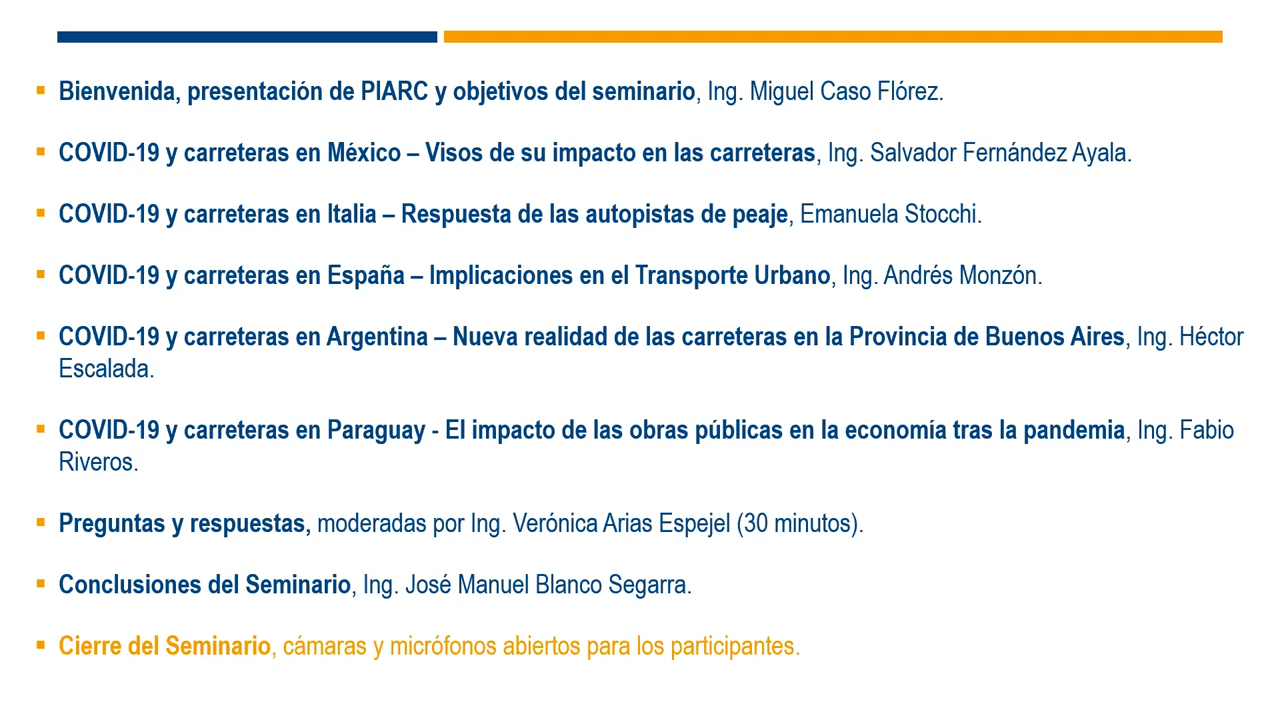 ▪ Bienvenida, presentación de PIARC y objetivos del seminario, Ing. Miguel Caso Flórez.
▪ COVID-19 y carreteras en México – Visos de su impacto en las carreteras, Ing. Salvador Fernández Ayala.
▪ COVID-19 y carreteras en Italia – Respuesta de las autopistas de peaje, Emanuela Stocchi.
▪ COVID-19 y carreteras en España – Implicaciones en el Transporte Urbano, Ing. Andrés Monzón.
▪ COVID-19 y carreteras en Argentina – Nueva realidad de las carreteras en la Provincia de Buenos Aires, Ing. Héctor
Escalada.
▪ COVID-19 y carreteras en Paraguay - El impacto de las obras públicas en la economía tras la pandemia, Ing. Fabio
Riveros.
▪ Preguntas y respuestas, moderadas por Ing. Verónica Arias Espejel (30 minutos).
▪ Conclusiones del Seminario, Ing. José Manuel Blanco Segarra.
▪ Cierre del Seminario, cámaras y micrófonos abiertos para los participantes.